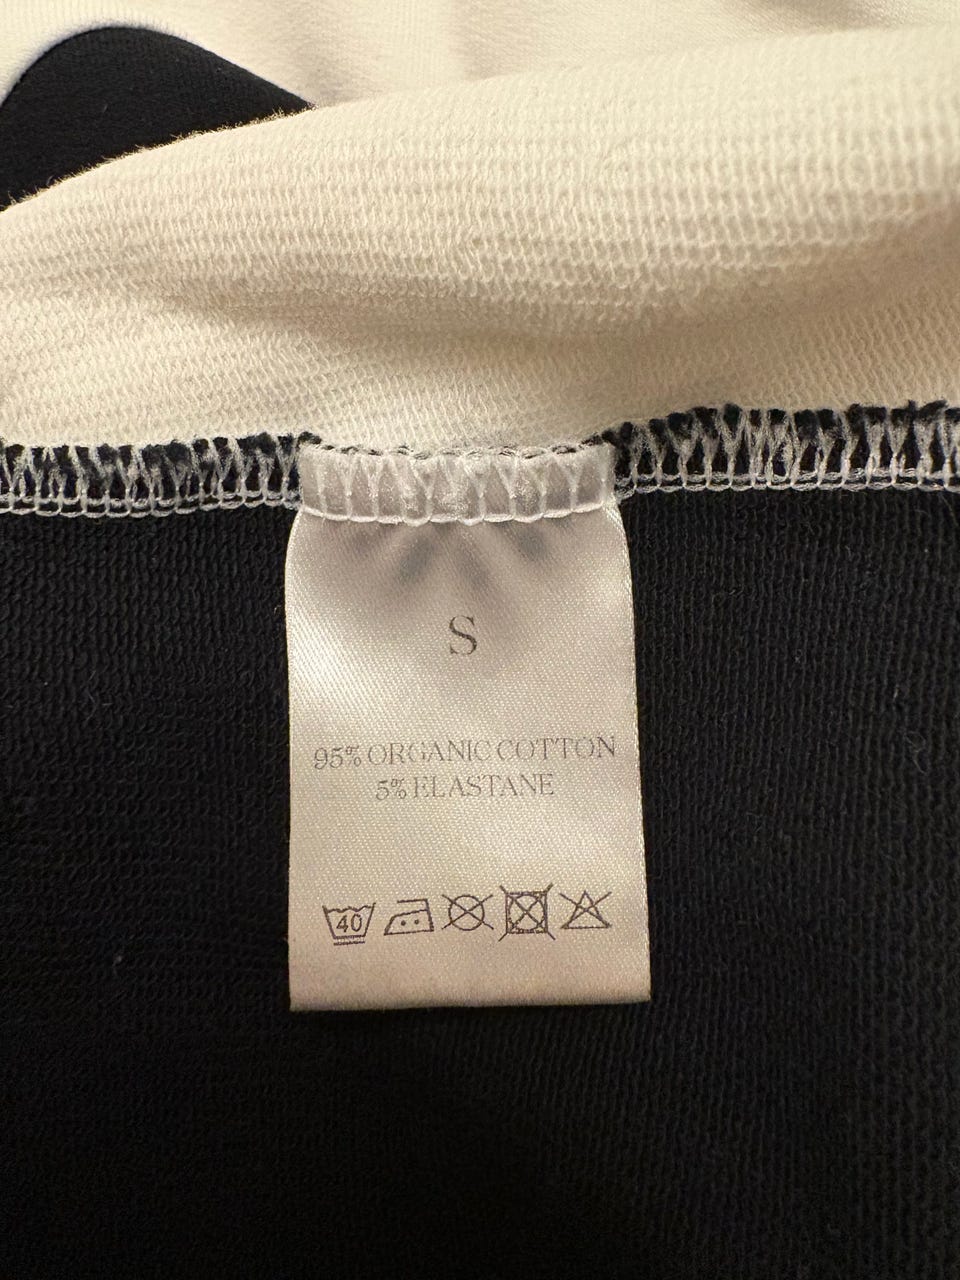 S
95% ORGANIC COTTON
5% ELASTANE
40